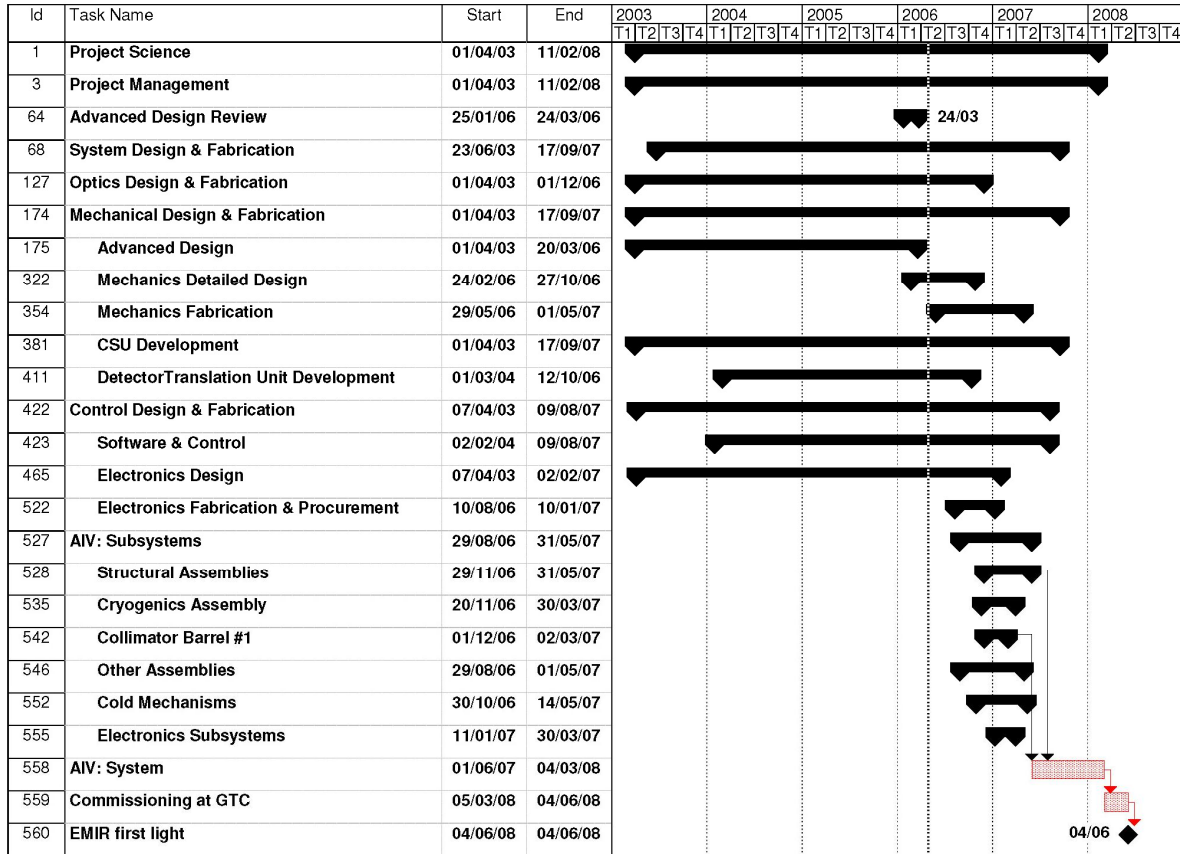 Id Task Name Start End 2003 2004 2005 2006 2007 2008
T1 T2 T3 T4 T1 T2 T3 T4 T1 T2 T3 T4 T1 T2 T3 T4 T1 T2 T3 T4 T1 T2 T3 T4
1 Project Science 01/04/03 11/02/08
3 Project Management 01/04/03 11/02/08
64 Advanced Design Review 25/01/06 24/03/06 24/03
68 System Design & Fabrication 23/06/03 17/09/07
127 Optics Design & Fabrication 01/04/03 01/12/06
174 Mechanical Design & Fabrication 01/04/03 17/09/07
175 Advanced Design 01/04/03 20/03/06
322 Mechanics Detailed Design 24/02/06 27/10/06
354 Mechanics Fabrication 29/05/06 01/05/07
381 CSU Development 01/04/03 17/09/07
411 DetectorTranslation Unit Development 01/03/04 12/10/06
422 Control Design & Fabrication 07/04/03 09/08/07
423 Software & Control 02/02/04 09/08/07
465 Electronics Design 07/04/03 02/02/07
522 Electronics Fabrication & Procurement 10/08/06 10/01/07
527 AIV: Subsystems 29/08/06 31/05/07
528 Structural Assemblies 29/11/06 31/05/07
535 Cryogenics Assembly 20/11/06 30/03/07
542 Collimator Barrel #1 01/12/06 02/03/07
546 Other Assemblies 29/08/06 01/05/07
552 Cold Mechanisms 30/10/06 14/05/07
555 Electronics Subsystems 11/01/07 30/03/07
558 AIV: System 01/06/07 04/03/08
559 Commissioning at GTC 05/03/08 04/06/08
560 EMIR first light 04/06/08 04/06/08 04/06